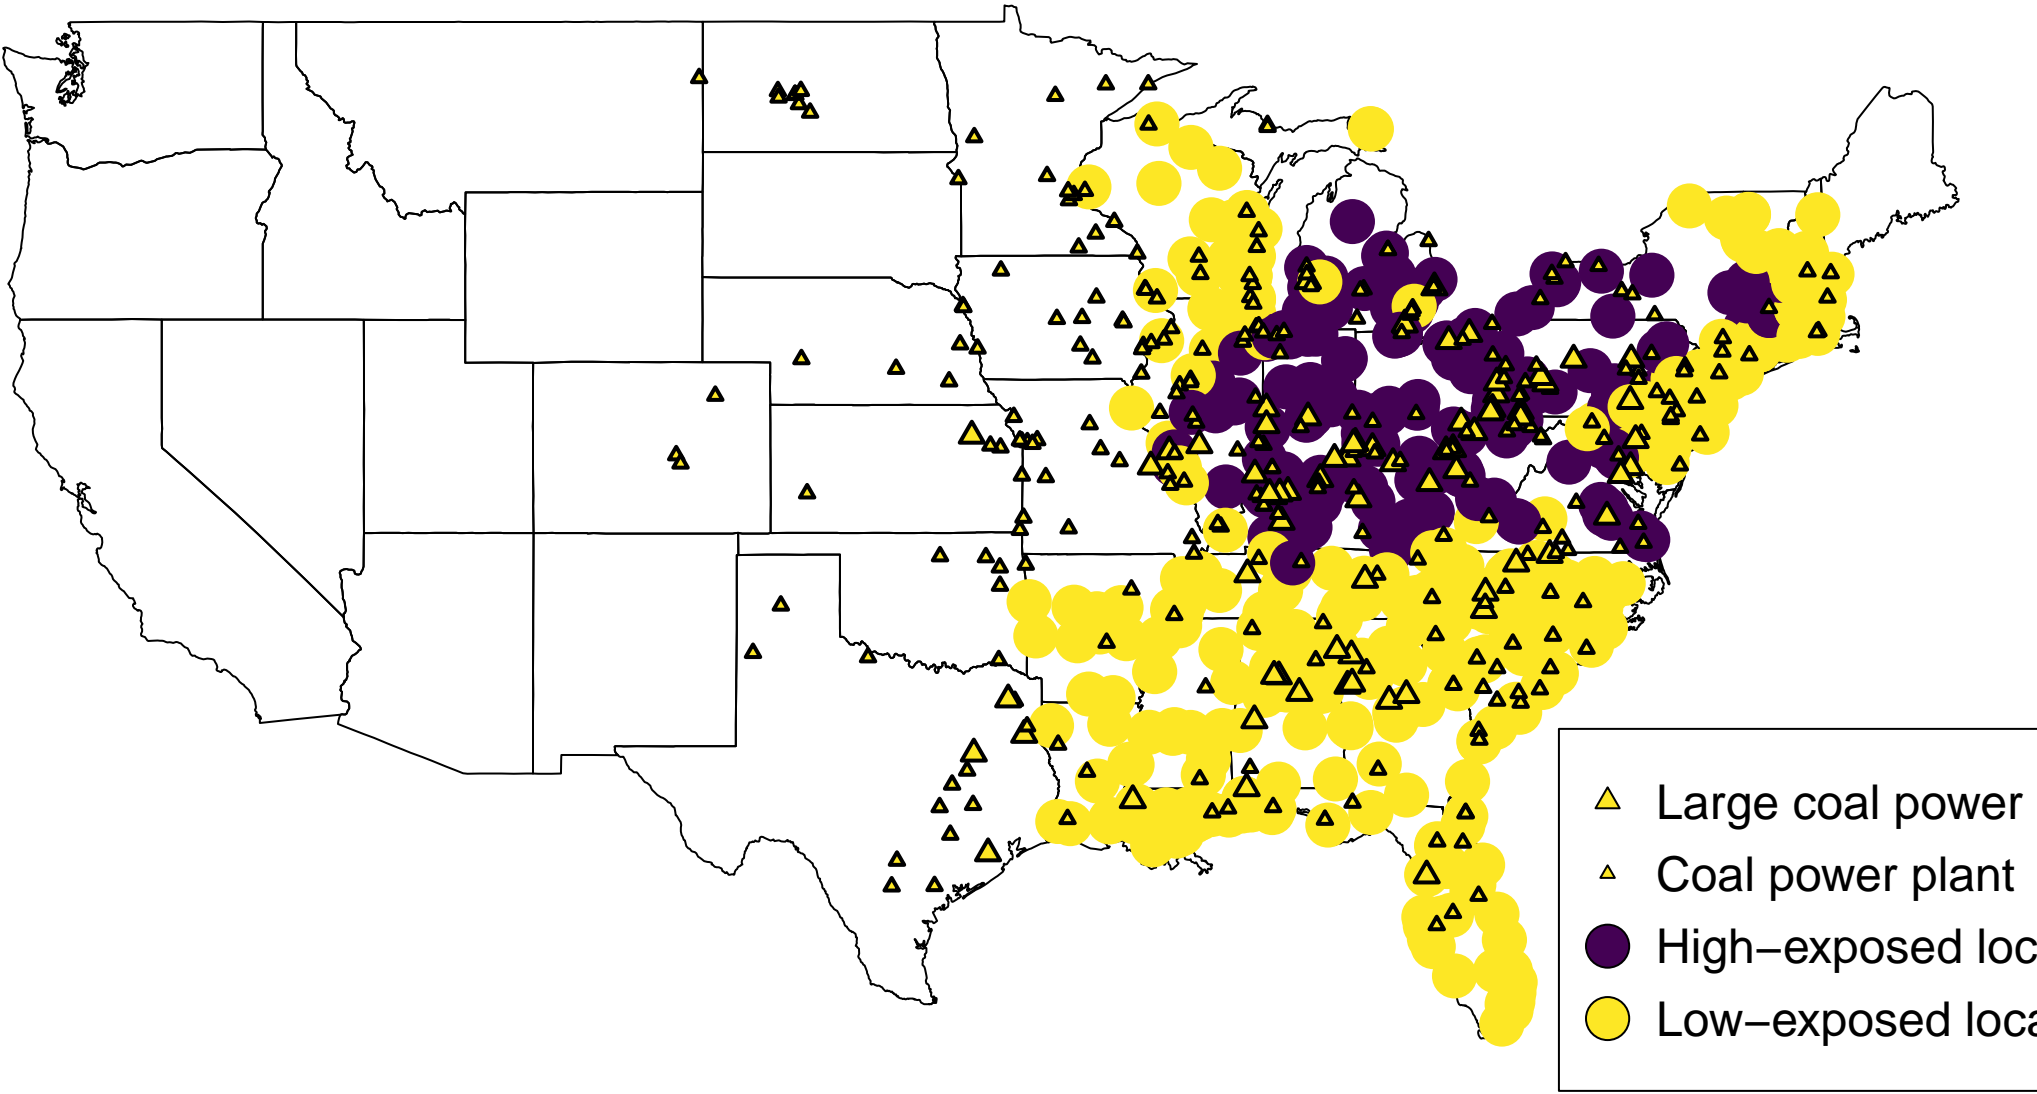 Large coal power
Coal power plant
High−exposed loc
Low−exposed loca